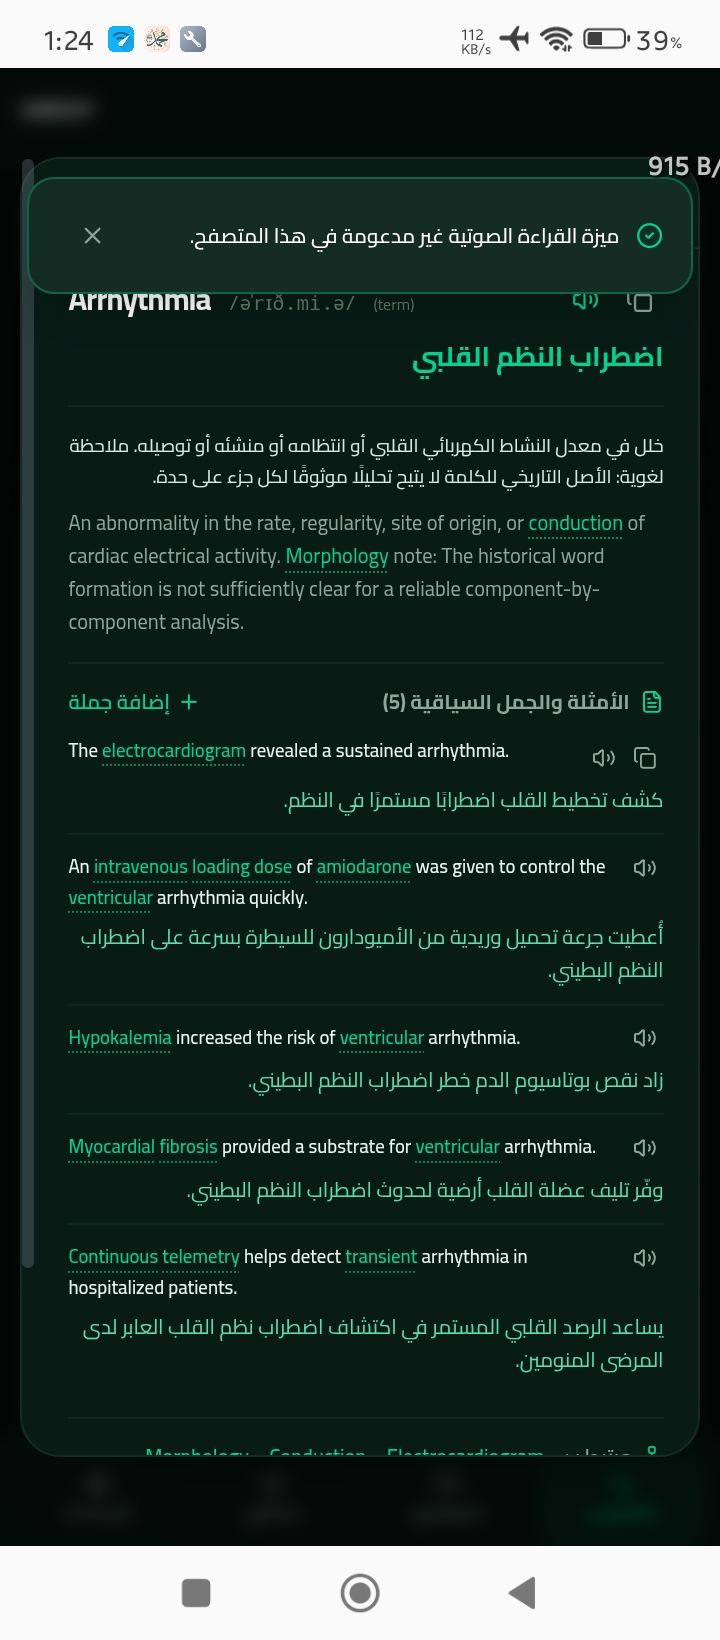 1:24
112 KB/s
39%
915 B/
ميزة القراءة الصوتية غير مدعومة في هذا المتصفح.
Arrhythmia /əˈrɪð.mi.ə/ (term)
اضطراب النظم القلبي
خلل في معدل النشاط الكهربائي القلبي أو انتظامه أو منشئه أو توصيله. ملاحظة
لغوية: الأصل التاريخي للكلمة لا يتيح تحليلًا موثوقًا لكل جزء على حدة.
An abnormality in the rate, regularity, site of origin, or conduction of
cardiac electrical activity. Morphology note: The historical word
formation is not sufficiently clear for a reliable component-by-
component analysis.
الأمثلة والجمل السياقية (5)
إضافة جملة
The electrocardiogram revealed a sustained arrhythmia.
كشف تخطيط القلب اضطرابًا مستمرًا في النظم.
An intravenous loading dose of amiodarone was given to control the
ventricular arrhythmia quickly.
أُعطيت جرعة تحميل وريدية من الأميودارون للسيطرة بسرعة على اضطراب
النظم البطيني.
Hypokalemia increased the risk of ventricular arrhythmia.
زاد نقص بوتاسيوم الدم خطر اضطراب النظم البطيني.
Myocardial fibrosis provided a substrate for ventricular arrhythmia.
وفّر تليف عضلة القلب أرضية لحدوث اضطراب النظم البطيني.
Continuous telemetry helps detect transient arrhythmia in
hospitalized patients.
يساعد الرصد القلبي المستمر في اكتشاف اضطراب نظم القلب العابر لدى
المرضى المنومين.
Morphology Conduction Electrocardiogram